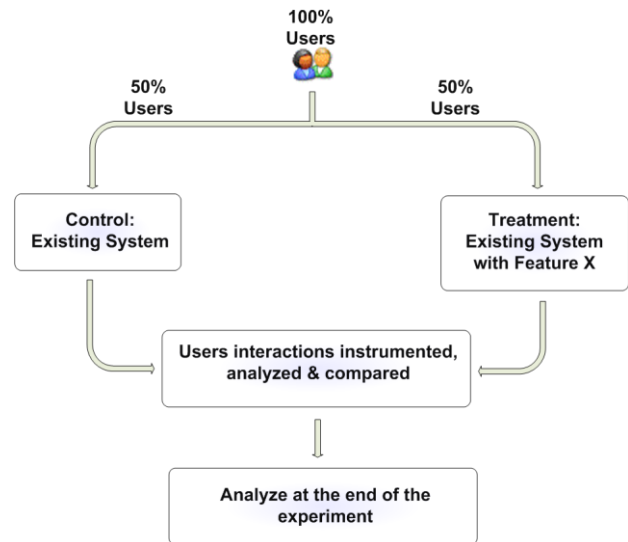 100%
Users
50%
Users
50%
Users
Control:
Existing System
Treatment:
Existing System
with Feature X
Users interactions instrumented,
analyzed & compared
Analyze at the end of the
experiment